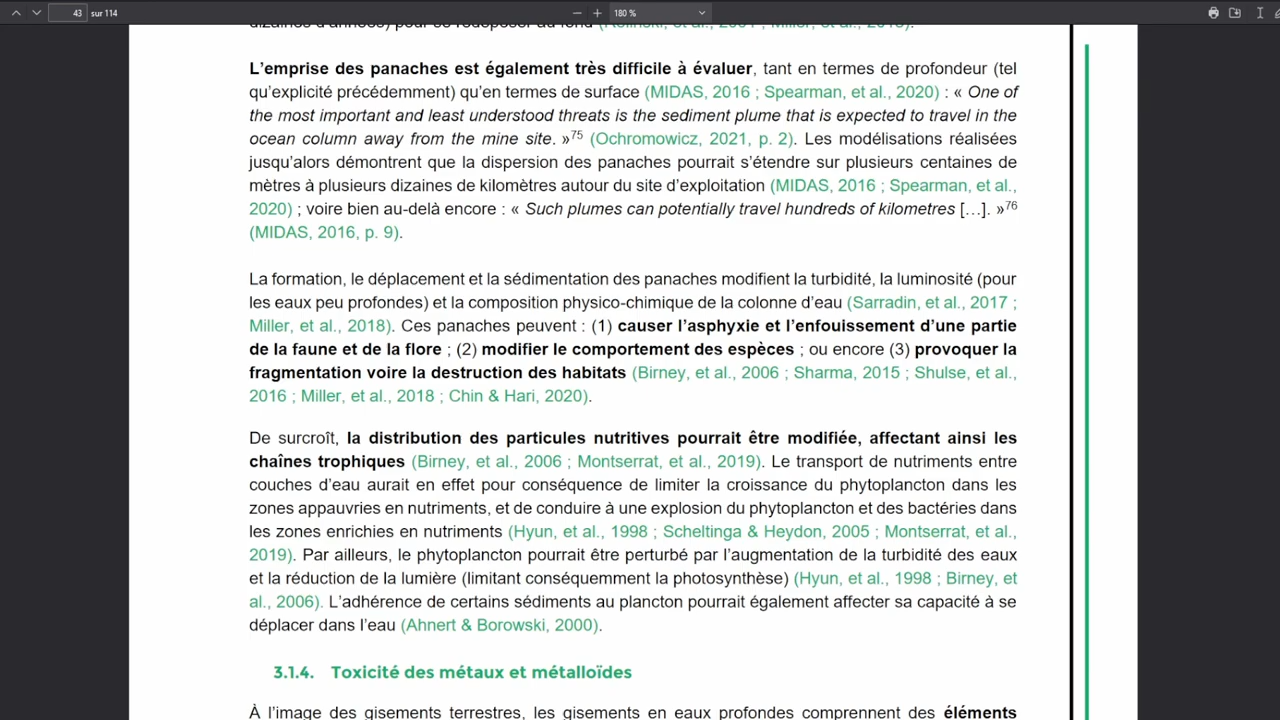 43 sur 114
180 %
L’emprise des panaches est également très difficile à évaluer, tant en termes de profondeur (tel
qu’explicité précédemment) qu’en termes de surface (MIDAS, 2016 ; Spearman, et al., 2020) : « One of
the most important and least understood threats is the sediment plume that is expected to travel in the
ocean column away from the mine site. »75 (Ochromowicz, 2021, p. 2). Les modélisations réalisées
jusqu’alors démontrent que la dispersion des panaches pourrait s’étendre sur plusieurs centaines de
mètres à plusieurs dizaines de kilomètres autour du site d’exploitation (MIDAS, 2016 ; Spearman, et al.,
2020) ; voire bien au-delà encore : « Such plumes can potentially travel hundreds of kilometres […]. »76
(MIDAS, 2016, p. 9).
La formation, le déplacement et la sédimentation des panaches modifient la turbidité, la luminosité (pour
les eaux peu profondes) et la composition physico-chimique de la colonne d’eau (Sarradin, et al., 2017 ;
Miller, et al., 2018). Ces panaches peuvent : (1) causer l’asphyxie et l’enfouissement d’une partie
de la faune et de la flore ; (2) modifier le comportement des espèces ; ou encore (3) provoquer la
fragmentation voire la destruction des habitats (Birney, et al., 2006 ; Sharma, 2015 ; Shulse, et al.,
2016 ; Miller, et al., 2018 ; Chin & Hari, 2020).
De surcroît, la distribution des particules nutritives pourrait être modifiée, affectant ainsi les
chaînes trophiques (Birney, et al., 2006 ; Montserrat, et al., 2019). Le transport de nutriments entre
couches d’eau aurait en effet pour conséquence de limiter la croissance du phytoplancton dans les
zones appauvries en nutriments, et de conduire à une explosion du phytoplancton et des bactéries dans
les zones enrichies en nutriments (Hyun, et al., 1998 ; Scheltinga & Heydon, 2005 ; Montserrat, et al.,
2019). Par ailleurs, le phytoplancton pourrait être perturbé par l’augmentation de la turbidité des eaux
et la réduction de la lumière (limitant conséquemment la photosynthèse) (Hyun, et al., 1998 ; Birney, et
al., 2006). L’adhérence de certains sédiments au plancton pourrait également affecter sa capacité à se
déplacer dans l’eau (Ahnert & Borowski, 2000).
3.1.4. Toxicité des métaux et métalloïdes
À l’image des gisements terrestres, les gisements en eaux profondes comprennent des éléments